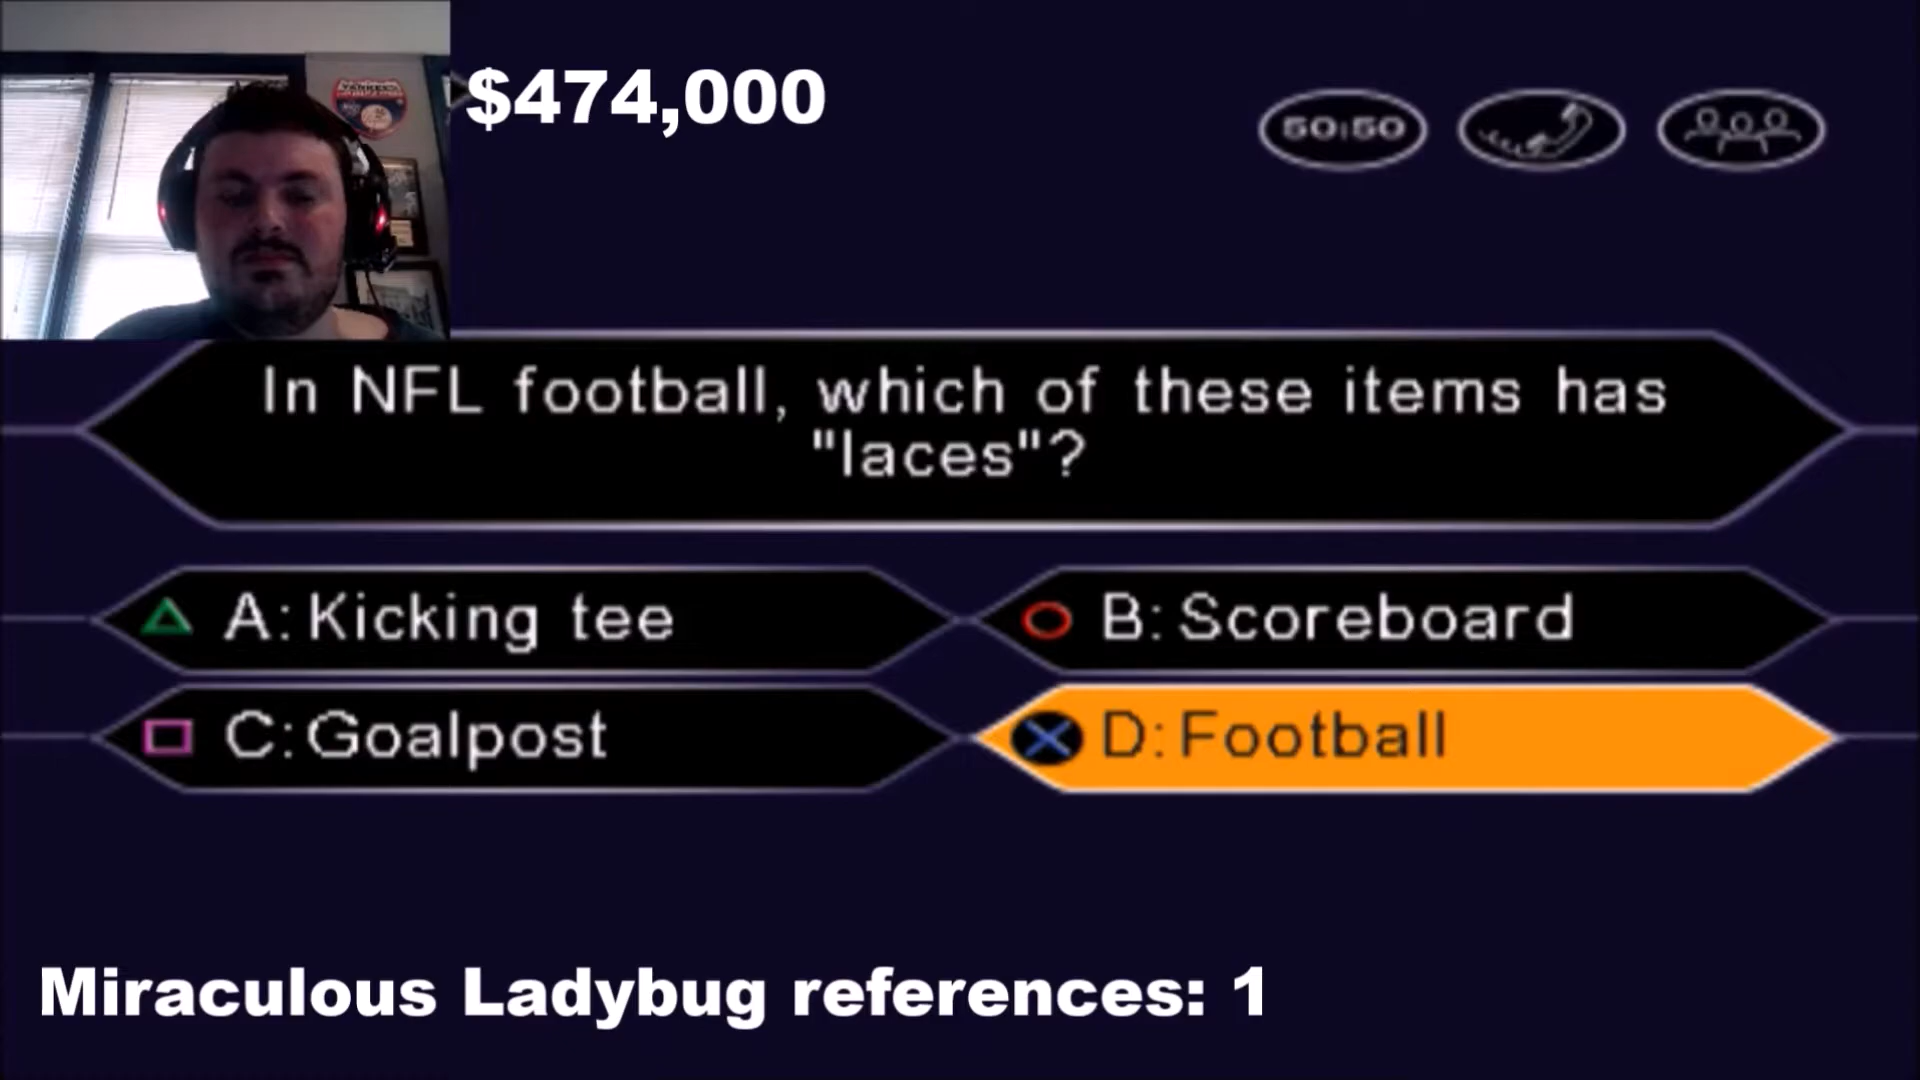 YANKEES
$474,000
50:50
In NFL football, which of these items has
"laces"?
A: Kicking tee
B: Scoreboard
C: Goalpost
D: Football
Miraculous Ladybug references: 1